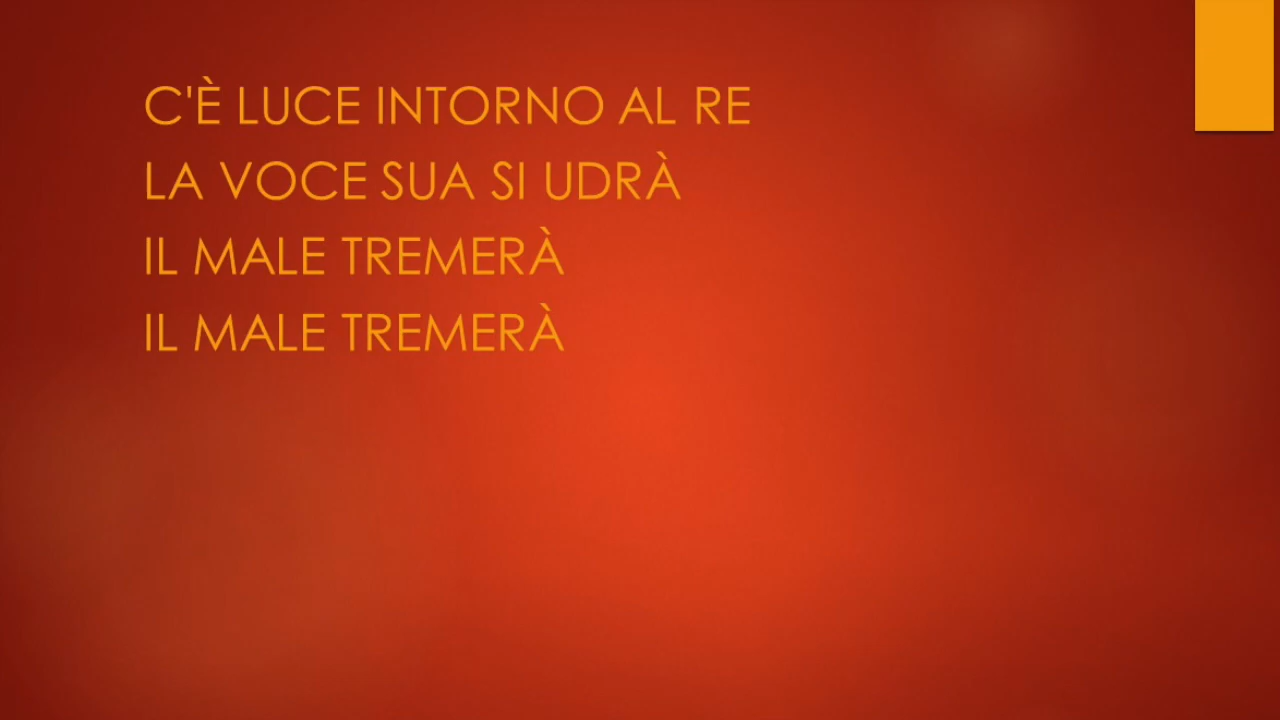 C'È LUCE INTORNO AL RE
LA VOCE SUA SI UDRÀ
IL MALE TREMERÀ
IL MALE TREMERÀ